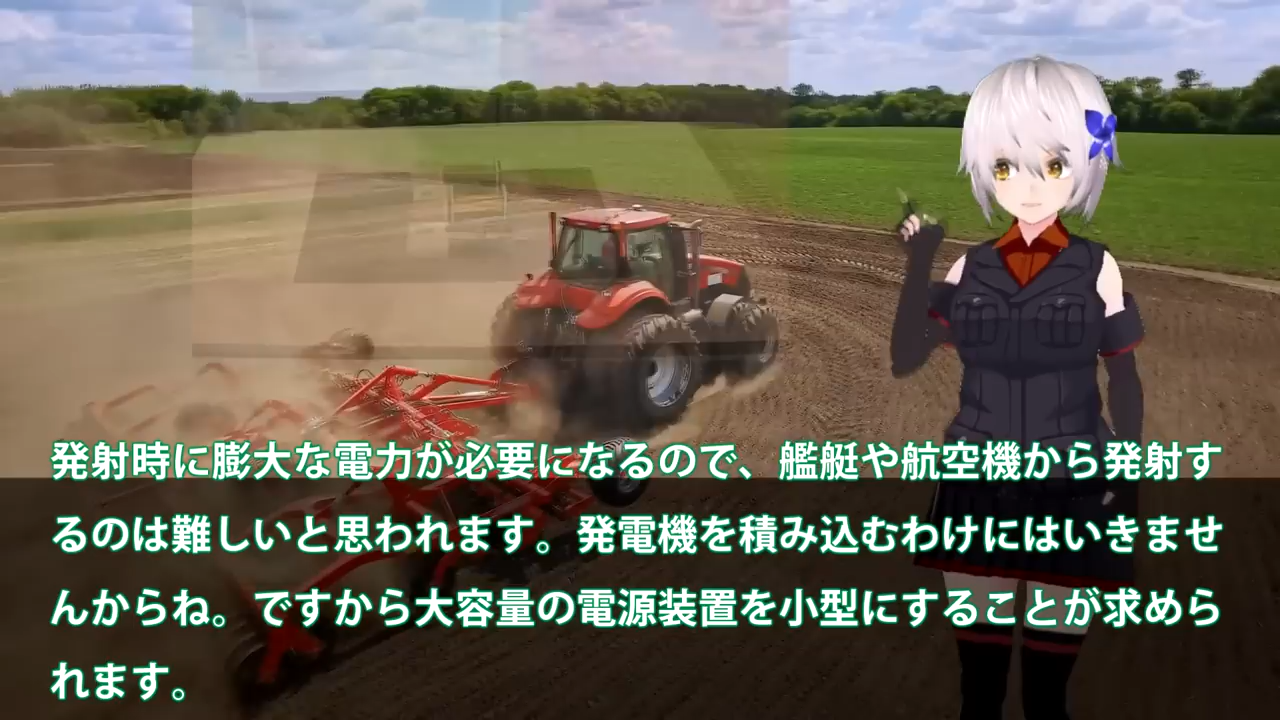 発射時に膨大な電力が必要になるので、艦艇や航空機から発射す
るのは難しいと思われます。発電機を積み込むわけにはいきませ
んからね。ですから大容量の電源装置を小型にすることが求めら
れます。